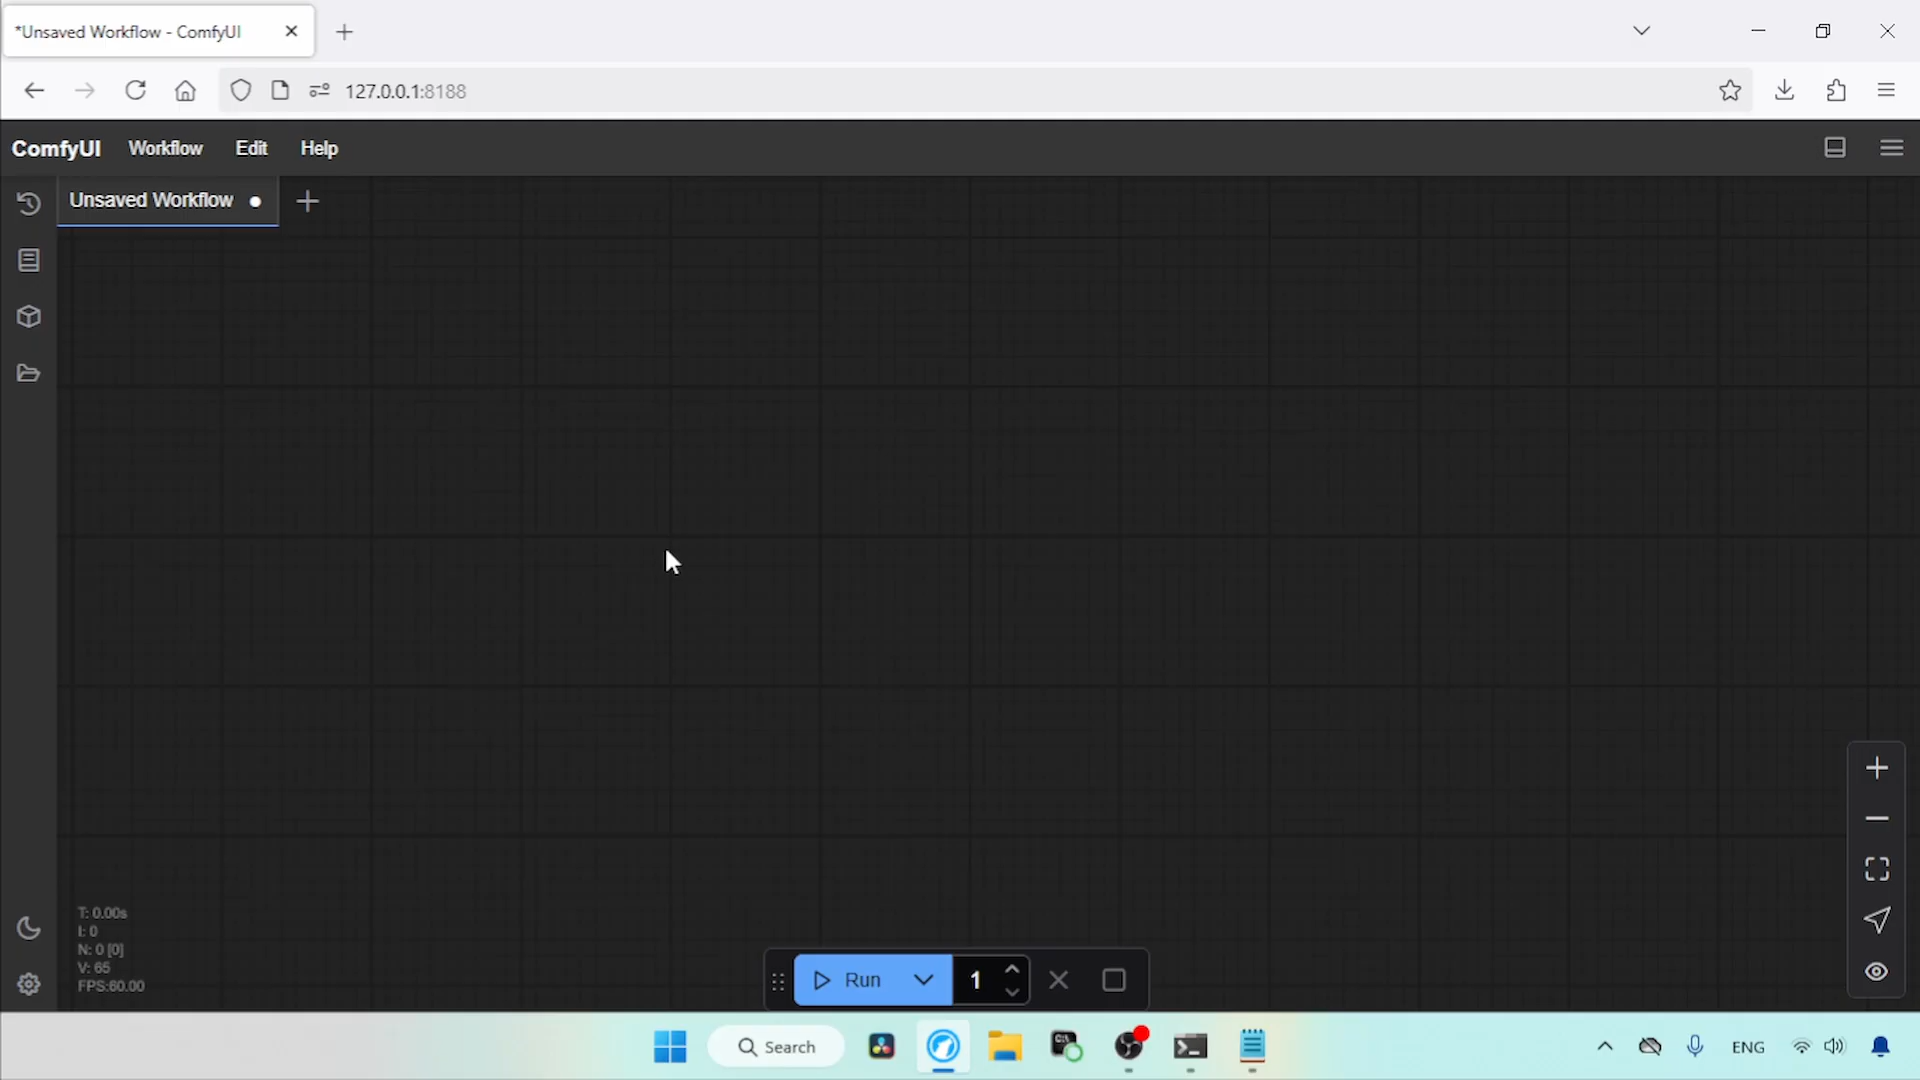 *Unsaved Workflow - ComfyUI
127.0.0.1:8188
ComfyUI Workflow Edit Help
Unsaved Workflow
T: 0.00s
I: 0
N: 0 [0]
V: 65
FPS:60.00
Run 1
Search
ENG